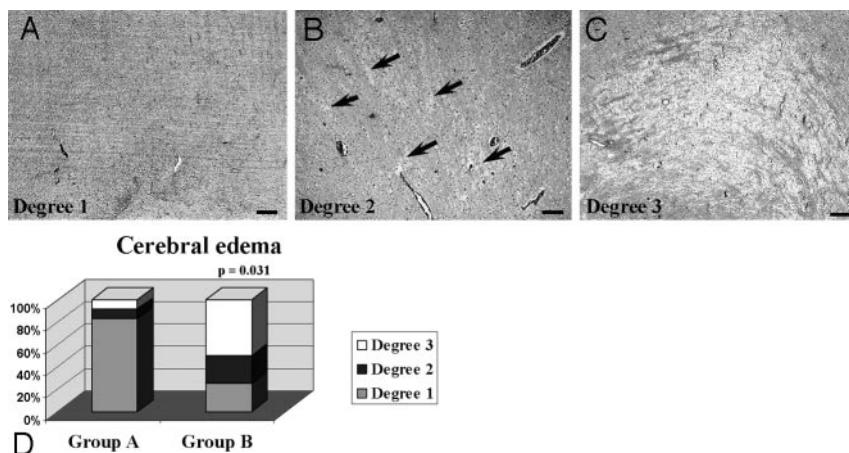 A
B
C
Degree 1
Degree 2
Degree 3
Cerebral edema
p = 0.031
100%
80%
60%
40%
20%
0%
Degree 3
Degree 2
Degree 1
Group A
Group B
D